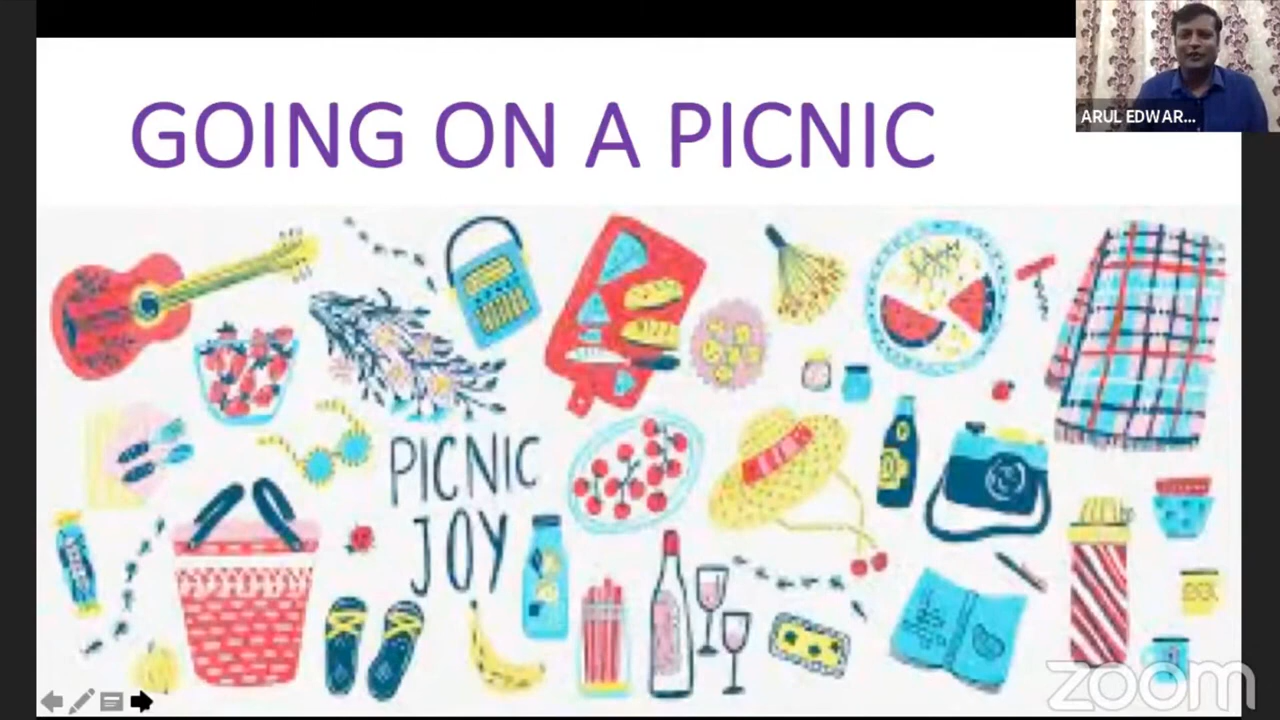 GOING ON A PICNIC
ARUL EDWAR...
PICNIC
JOY
zoom